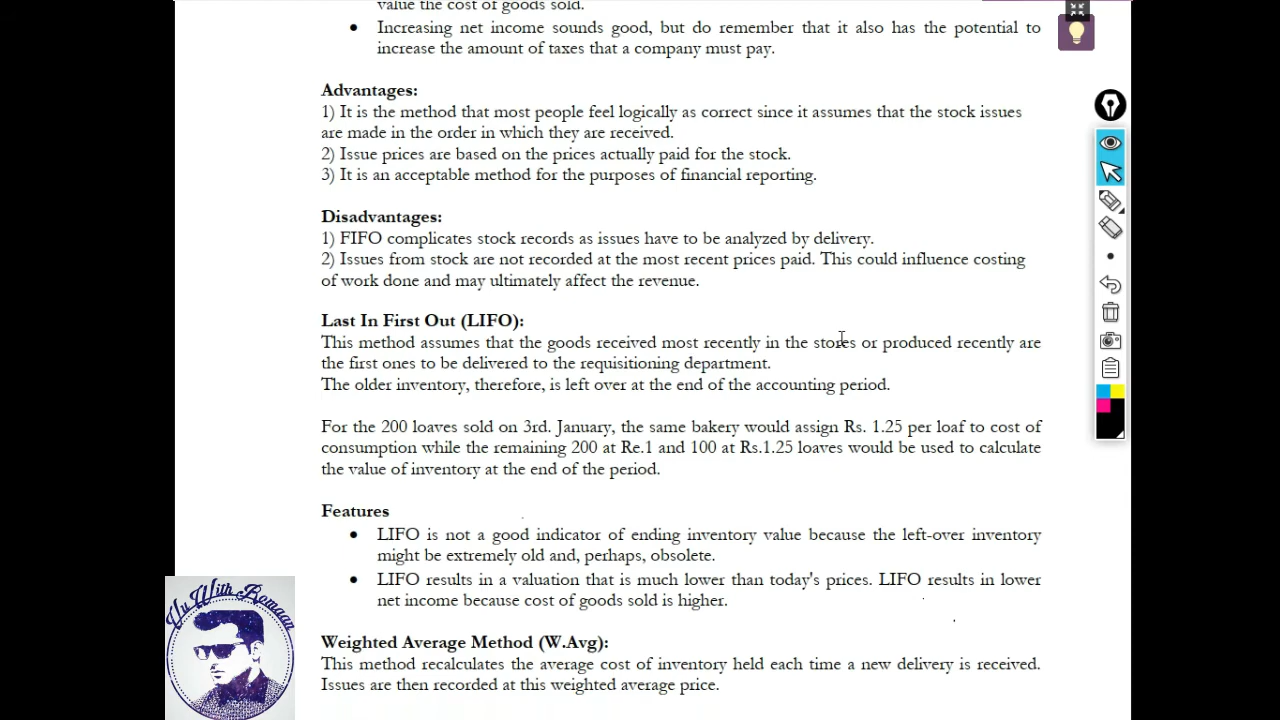 value the cost of goods sold.
• Increasing net income sounds good, but do remember that it also has the potential to
increase the amount of taxes that a company must pay.
Advantages:
1) It is the method that most people feel logically as correct since it assumes that the stock issues
are made in the order in which they are received.
2) Issue prices are based on the prices actually paid for the stock.
3) It is an acceptable method for the purposes of financial reporting.
Disadvantages:
1) FIFO complicates stock records as issues have to be analyzed by delivery.
2) Issues from stock are not recorded at the most recent prices paid. This could influence costing
of work done and may ultimately affect the revenue.
Last In First Out (LIFO):
This method assumes that the goods received most recently in the stores or produced recently are
the first ones to be delivered to the requisitioning department.
The older inventory, therefore, is left over at the end of the accounting period.
For the 200 loaves sold on 3rd. January, the same bakery would assign Rs. 1.25 per loaf to cost of
consumption while the remaining 200 at Re.1 and 100 at Rs.1.25 loaves would be used to calculate
the value of inventory at the end of the period.
Features
• LIFO is not a good indicator of ending inventory value because the left-over inventory
might be extremely old and, perhaps, obsolete.
• LIFO results in a valuation that is much lower than today's prices. LIFO results in lower
net income because cost of goods sold is higher.
Weighted Average Method (W.Avg):
This method recalculates the average cost of inventory held each time a new delivery is received.
Issues are then recorded at this weighted average price.
Vu With Romaan